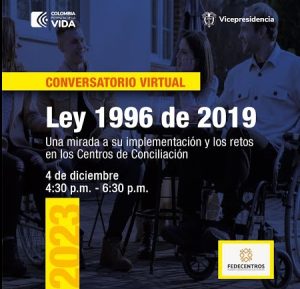 COLOMBIA
POTENCIA DE LA
VIDA
Vicepresidencia
CONVERSATORIO VIRTUAL
Ley 1996 de 2019
Una mirada a su implementación y los retos
en los Centros de Conciliación
4 de diciembre
4:30 p.m. - 6:30 p.m.
2023
FEDECENTROS